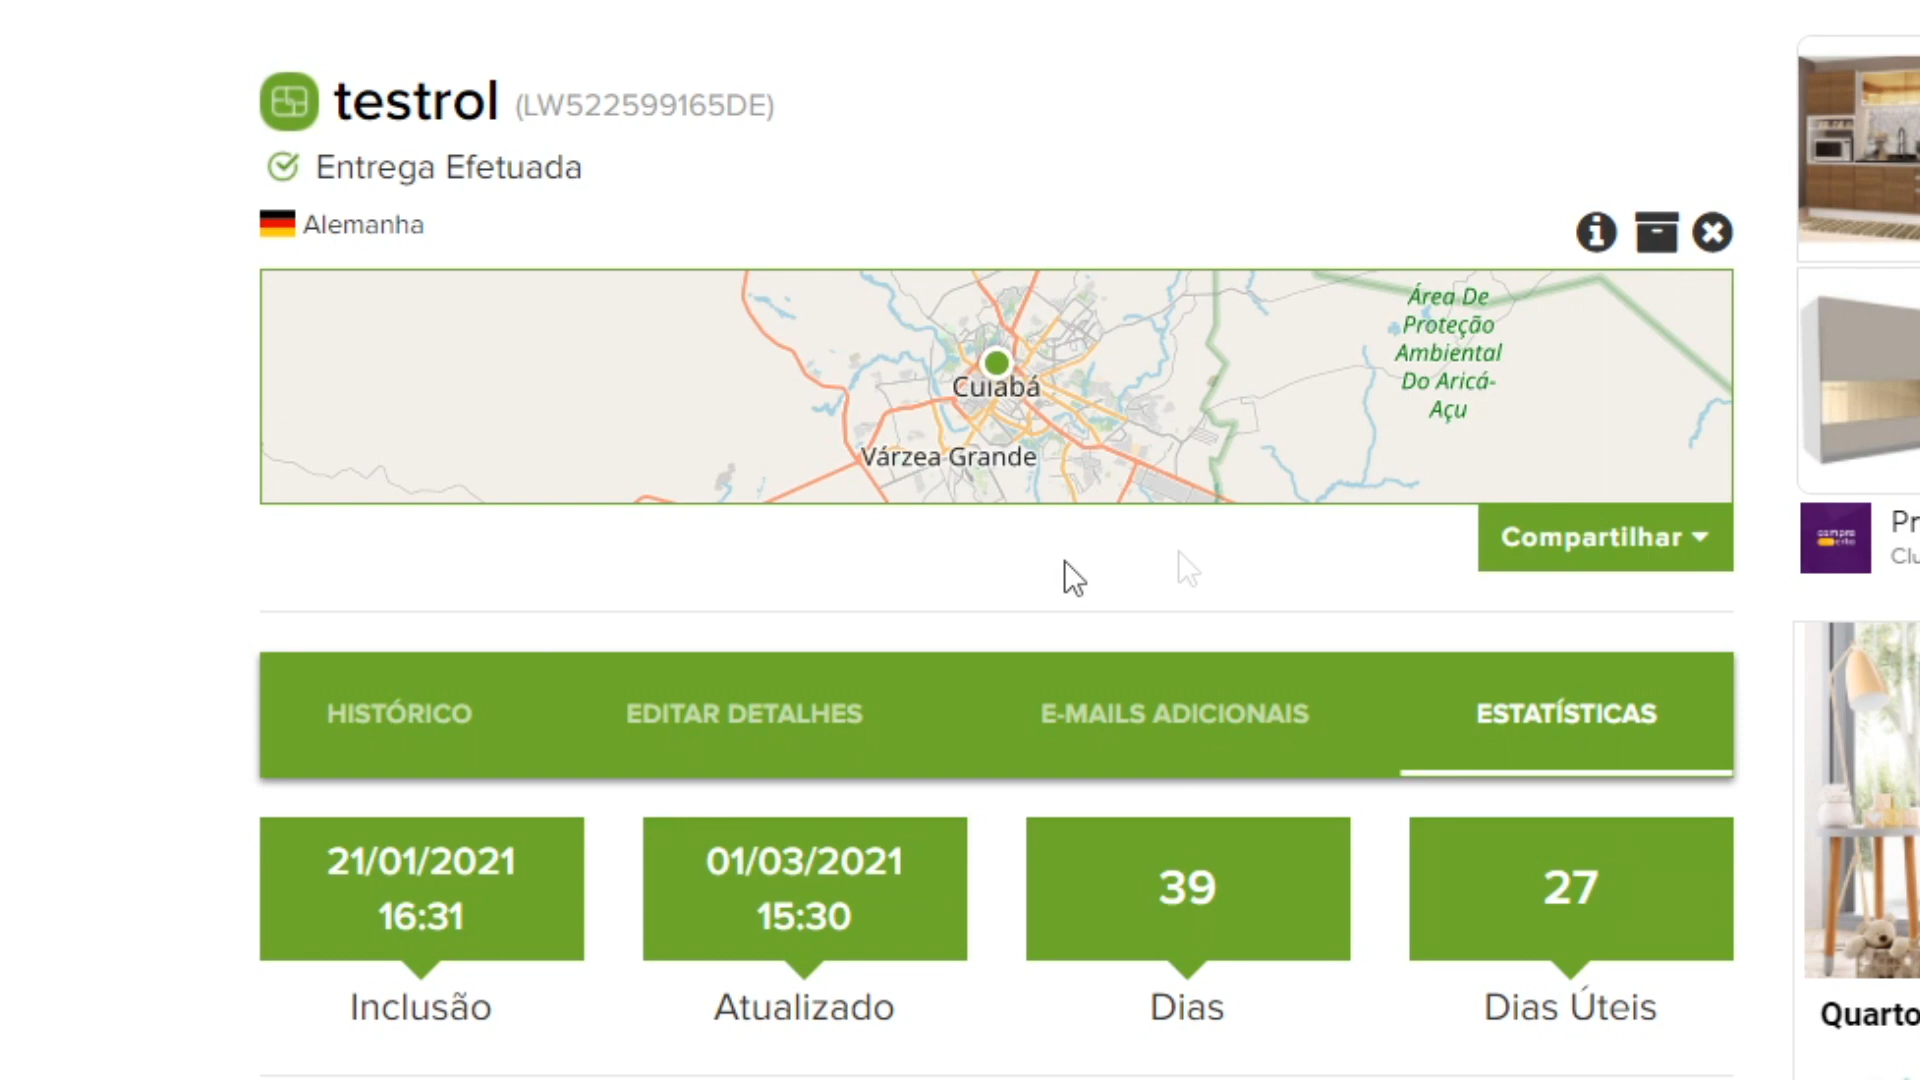 testrol (LW522599165DE)
Entrega Efetuada
Alemanha
Área De
Proteção
Ambiental
Do Aricá-
Açu
Cuiabá
Várzea Grande
Compartilhar
HISTÓRICO EDITAR DETALHES E-MAILS ADICIONAIS ESTATÍSTICAS
21/01/2021
16:31
Inclusão
01/03/2021
15:30
Atualizado
39
Dias
27
Dias Úteis
Pr
Clu
Quarto